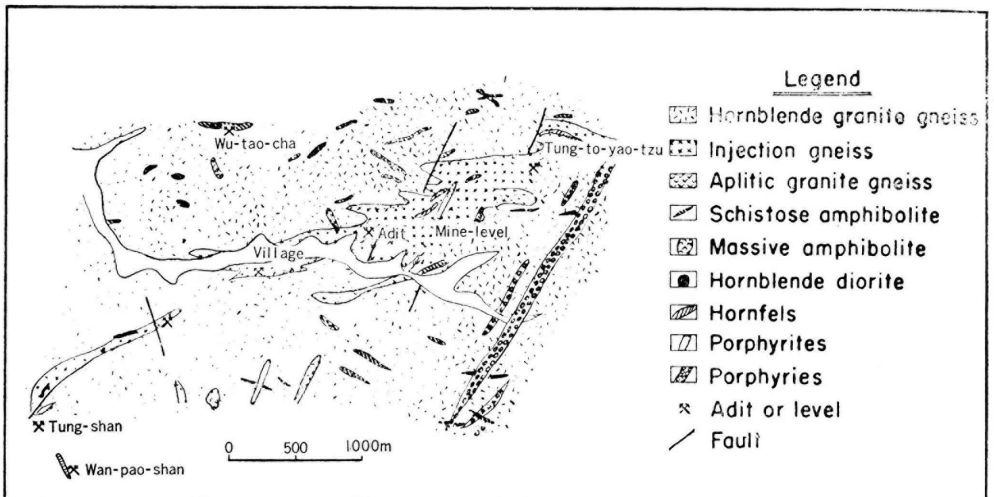 Legend
Hornblende granite gneiss
Injection gneiss
Aplitic granite gneiss
Schistose amphibolite
Massive amphibolite
Hornblende diorite
Hornfels
Porphyrites
Porphyries
Adit or level
Fault
Wu-tao-cha
Tung-to-yao-tzu
Adit
Mine-level
Village
Tung-shan
Wan-pao-shan
0 500 1000m